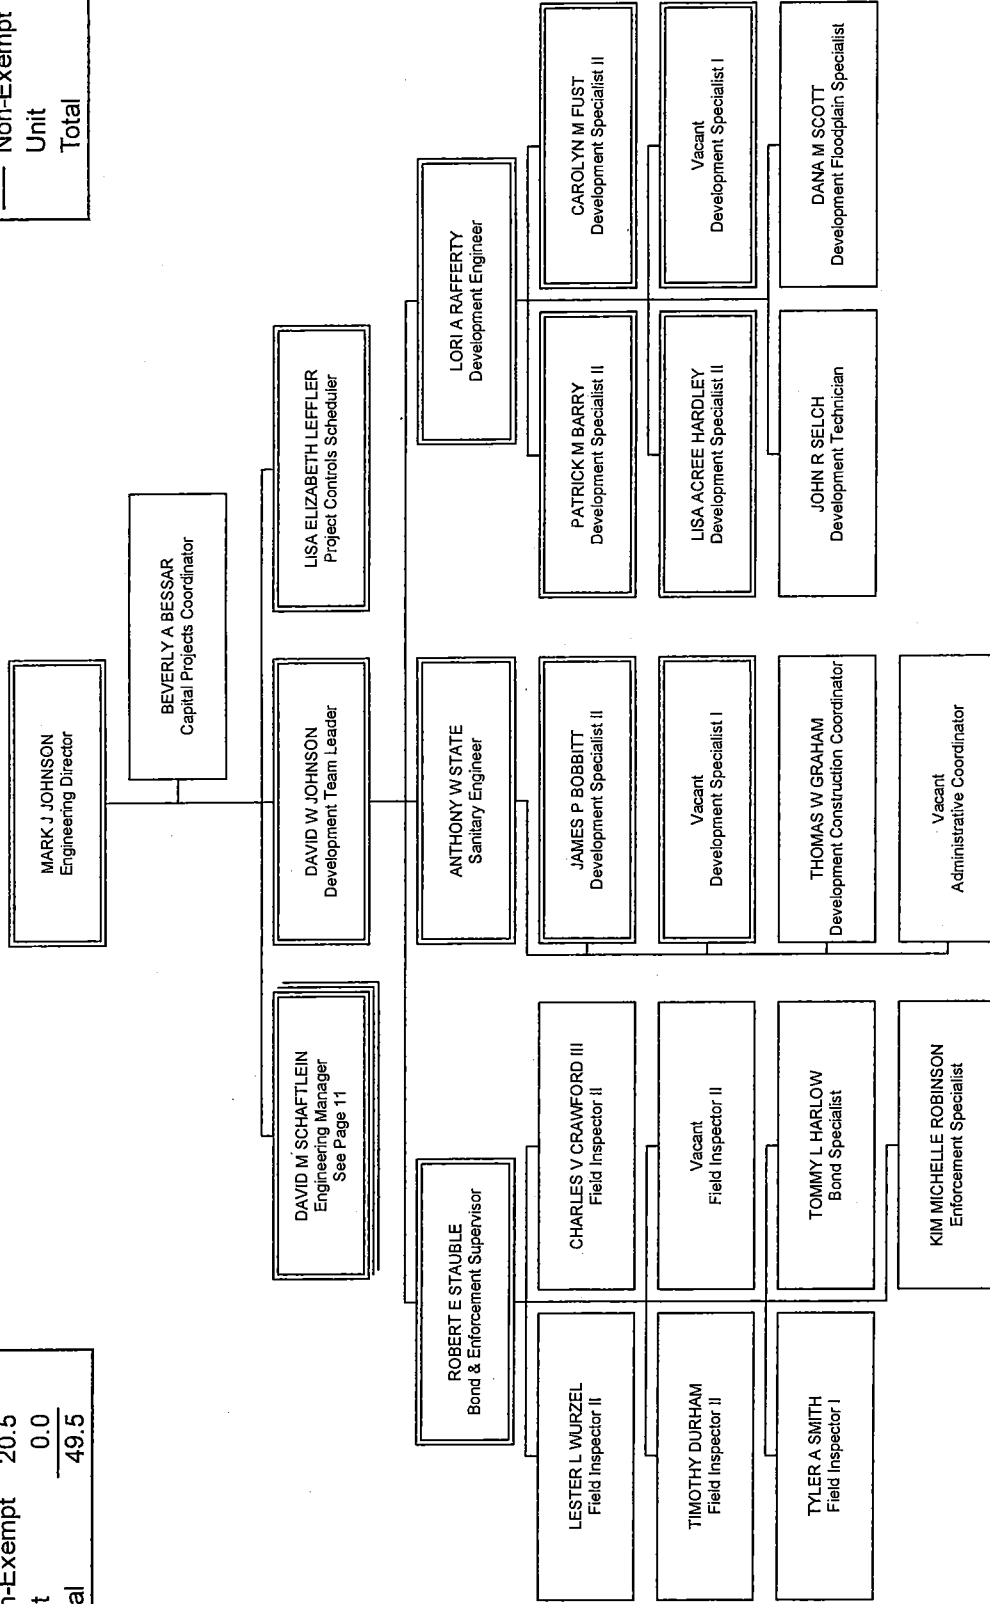 n-Exempt 20.5
t 0.0
al 49.5
Non-Exempt
Unit
Total
MARK J JOHNSON
Engineering Director
BEVERLY A BESSAR
Capital Projects Coordinator
DAVID M SCHAFTLEIN
Engineering Manager
See Page 11
DAVID W JOHNSON
Development Team Leader
LISA ELIZABETH LEFFLER
Project Controls Scheduler
ROBERT E STAUBLE
Bond & Enforcement Supervisor
ANTHONY W STATE
Sanitary Engineer
LORI A RAFFERTY
Development Engineer
LESTER L WURZEL
Field Inspector II
CHARLES V CRAWFORD III
Field Inspector II
JAMES P BOBBITT
Development Specialist II
PATRICK M BARRY
Development Specialist II
CAROLYN M FUST
Development Specialist II
TIMOTHY DURHAM
Field Inspector II
Vacant
Field Inspector II
Vacant
Development Specialist I
LISA ACREE HARDLEY
Development Specialist II
Vacant
Development Specialist I
TYLER A SMITH
Field Inspector I
TOMMY L HARLOW
Bond Specialist
THOMAS W GRAHAM
Development Construction Coordinator
JOHN R SELCH
Development Technician
DANA M SCOTT
Development Floodplain Specialist
KIM MICHELLE ROBINSON
Enforcement Specialist
Vacant
Administrative Coordinator